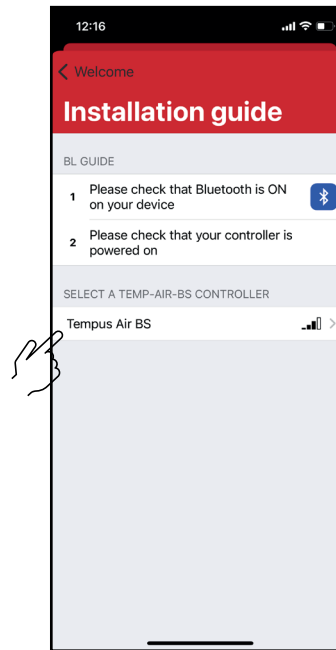 12:16
Welcome
Installation guide
BL GUIDE
1 Please check that Bluetooth is ON
on your device
2 Please check that your controller is
powered on
SELECT A TEMP-AIR-BS CONTROLLER
Tempus Air BS